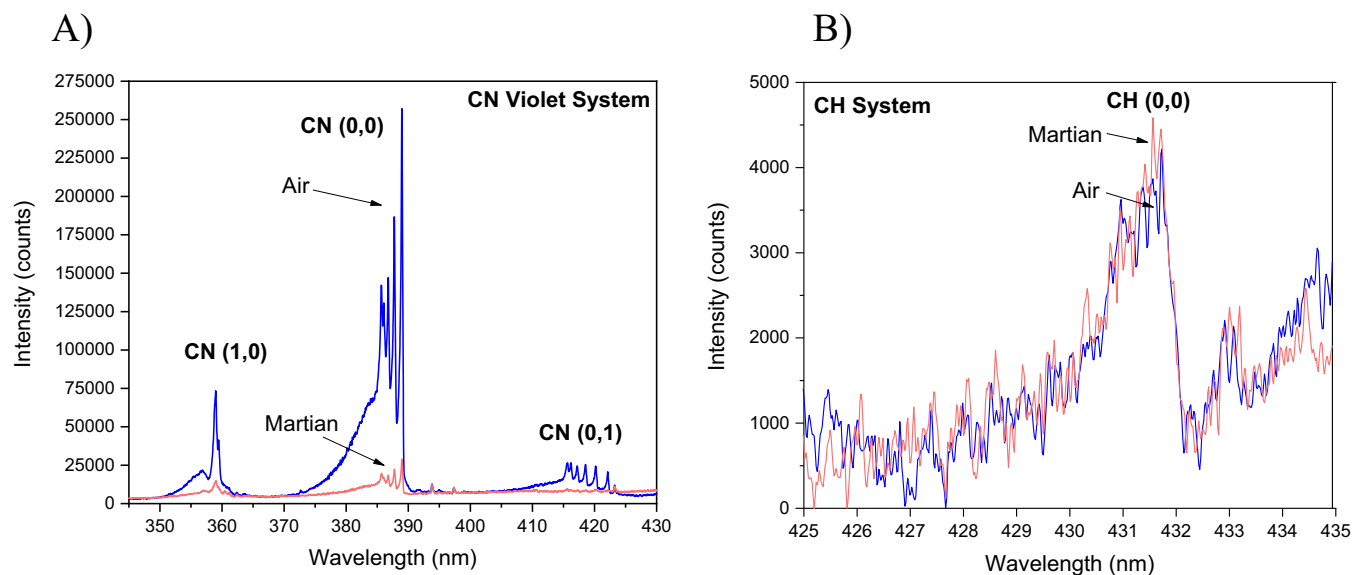 A)
CN Violet System
CN (0,0)
Air
CN (1,0)
Martian
CN (0,1)
275000
250000
225000
200000
175000
150000
125000
100000
75000
50000
25000
0
350 360 370 380 390 400 410 420 430
Intensity (counts)
Wavelength (nm)
B)
CH System
CH (0,0)
Martian
Air
5000
4000
3000
2000
1000
0
425 426 427 428 429 430 431 432 433 434 435
Intensity (counts)
Wavelength (nm)